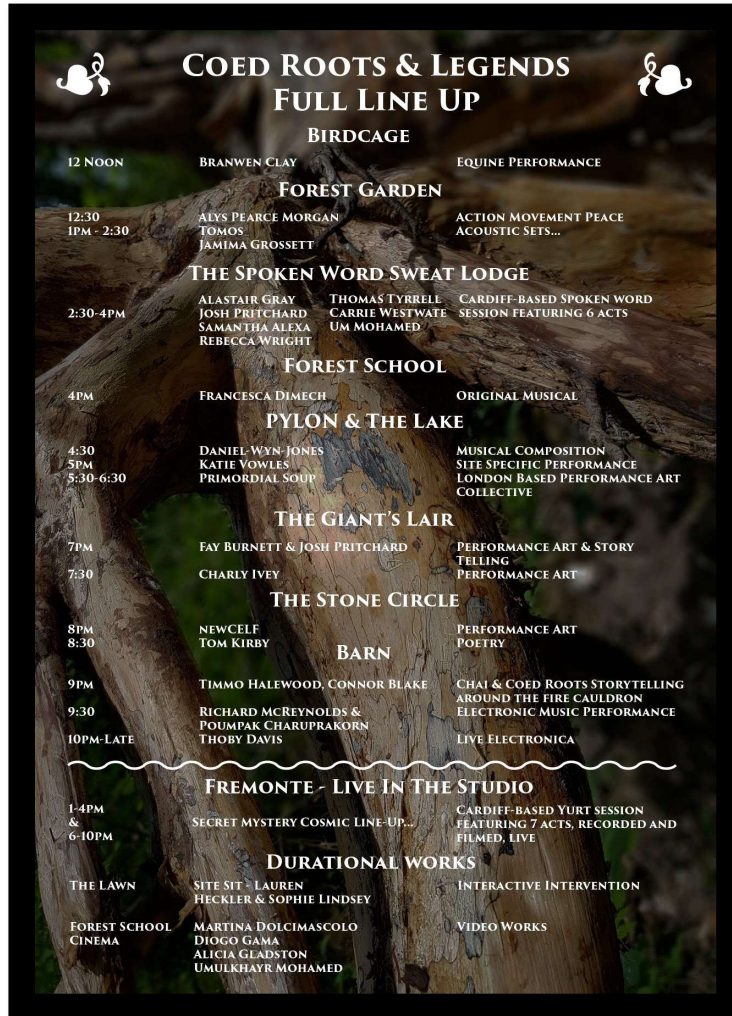 Coed Roots & Legends
Full Line Up
Birdcage
12 Noon Branwen Clay Equine Performance
Forest Garden
12:30 Alys Pearce Morgan Action Movement Peace
1pm - 2:30 Tomos Acoustic Sets...
Jamima Grossett
The Spoken Word Sweat Lodge
Alastair Gray Thomas Tyrrell Cardiff-based Spoken word
2:30-4pm Josh Pritchard Carrie Westwate session featuring 6 acts
Samantha Alexa Um Mohamed
Rebecca Wright
Forest School
4pm Francesca Dimech Original Musical
PYLON & The Lake
4:30 Daniel-Wyn-Jones Musical Composition
5pm Katie Vowles Site Specific Performance
5:30-6:30 Primordial Soup London Based Performance Art
Collective
The Giant's Lair
7pm Fay Burnett & Josh Pritchard Performance Art & Story
Telling
7:30 Charly Ivey Performance Art
The Stone Circle
8pm newCELF Performance Art
8:30 Tom Kirby Poetry
Barn
9pm Timmo Halewood, Connor Blake Chai & Coed Roots Storytelling
around the fire cauldron
9:30 Richard McReynolds & Electronic Music Performance
Poumpak Charuprakorn
10pm-Late Thoby Davis Live Electronica
Fremonte - Live In The Studio
1-4pm Cardiff-based Yurt session
& Secret Mystery Cosmic Line-Up... featuring 7 acts, recorded and
6-10pm filmed, live
Durational works
The Lawn Site Sit - Lauren Interactive Intervention
Heckler & Sophie Lindsey
Forest School Martina Dolcimascolo Video Works
Cinema Diogo Gama
Alicia Gladston
Umulkhayr Mohamed